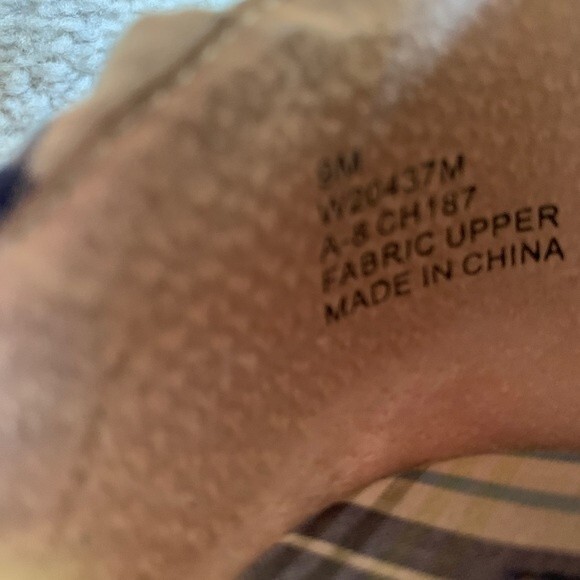 9M
W20437M
A-8 CH187
FABRIC UPPER
MADE IN CHINA